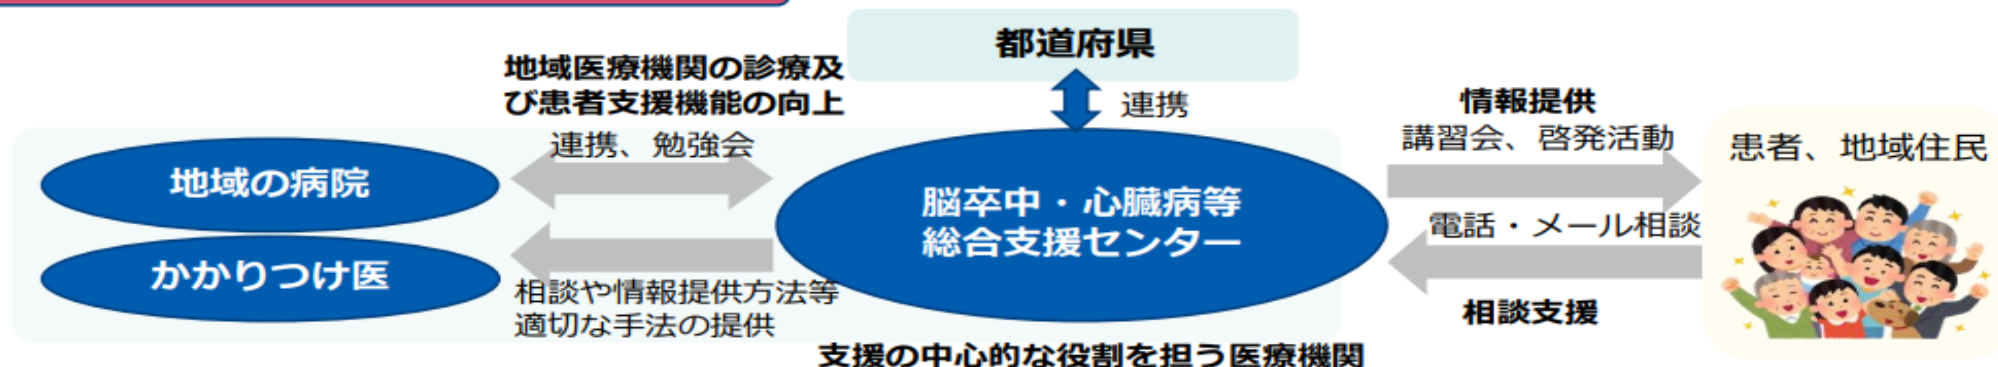 都道府県
連携
地域医療機関の診療及
び患者支援機能の向上
連携、勉強会
地域の病院
かかりつけ医
相談や情報提供方法等
適切な手法の提供
脳卒中・心臓病等
総合支援センター
支援の中心的な役割を担う医療機関
情報提供
講習会、啓発活動
電話・メール相談
相談支援
患者、地域住民